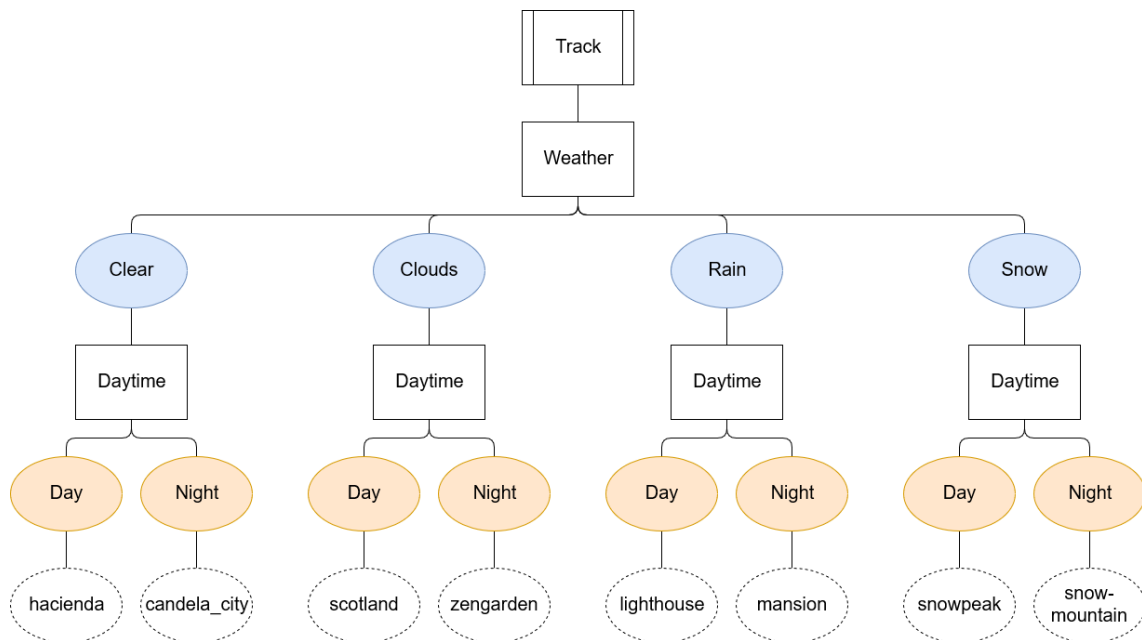 Track
Weather
Clear
Clouds
Rain
Snow
Daytime
Daytime
Daytime
Daytime
Day
Night
Day
Night
Day
Night
Day
Night
hacienda
candela_city
scotland
zengarden
lighthouse
mansion
snowpeak
snow-
mountain